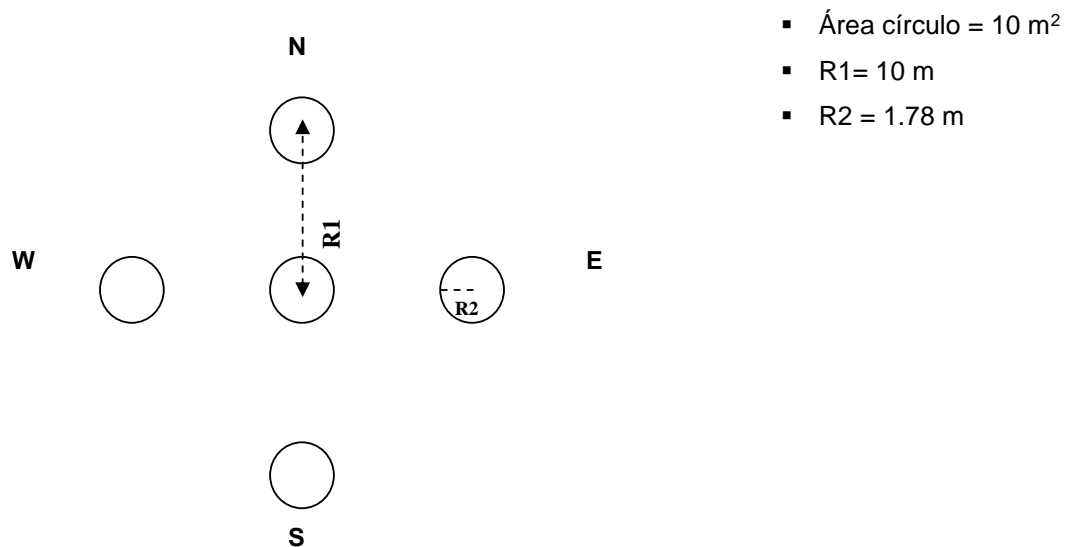 N
W
E
R1
R2
S
▪ Área círculo = 10 m²
▪ R1= 10 m
▪ R2 = 1.78 m